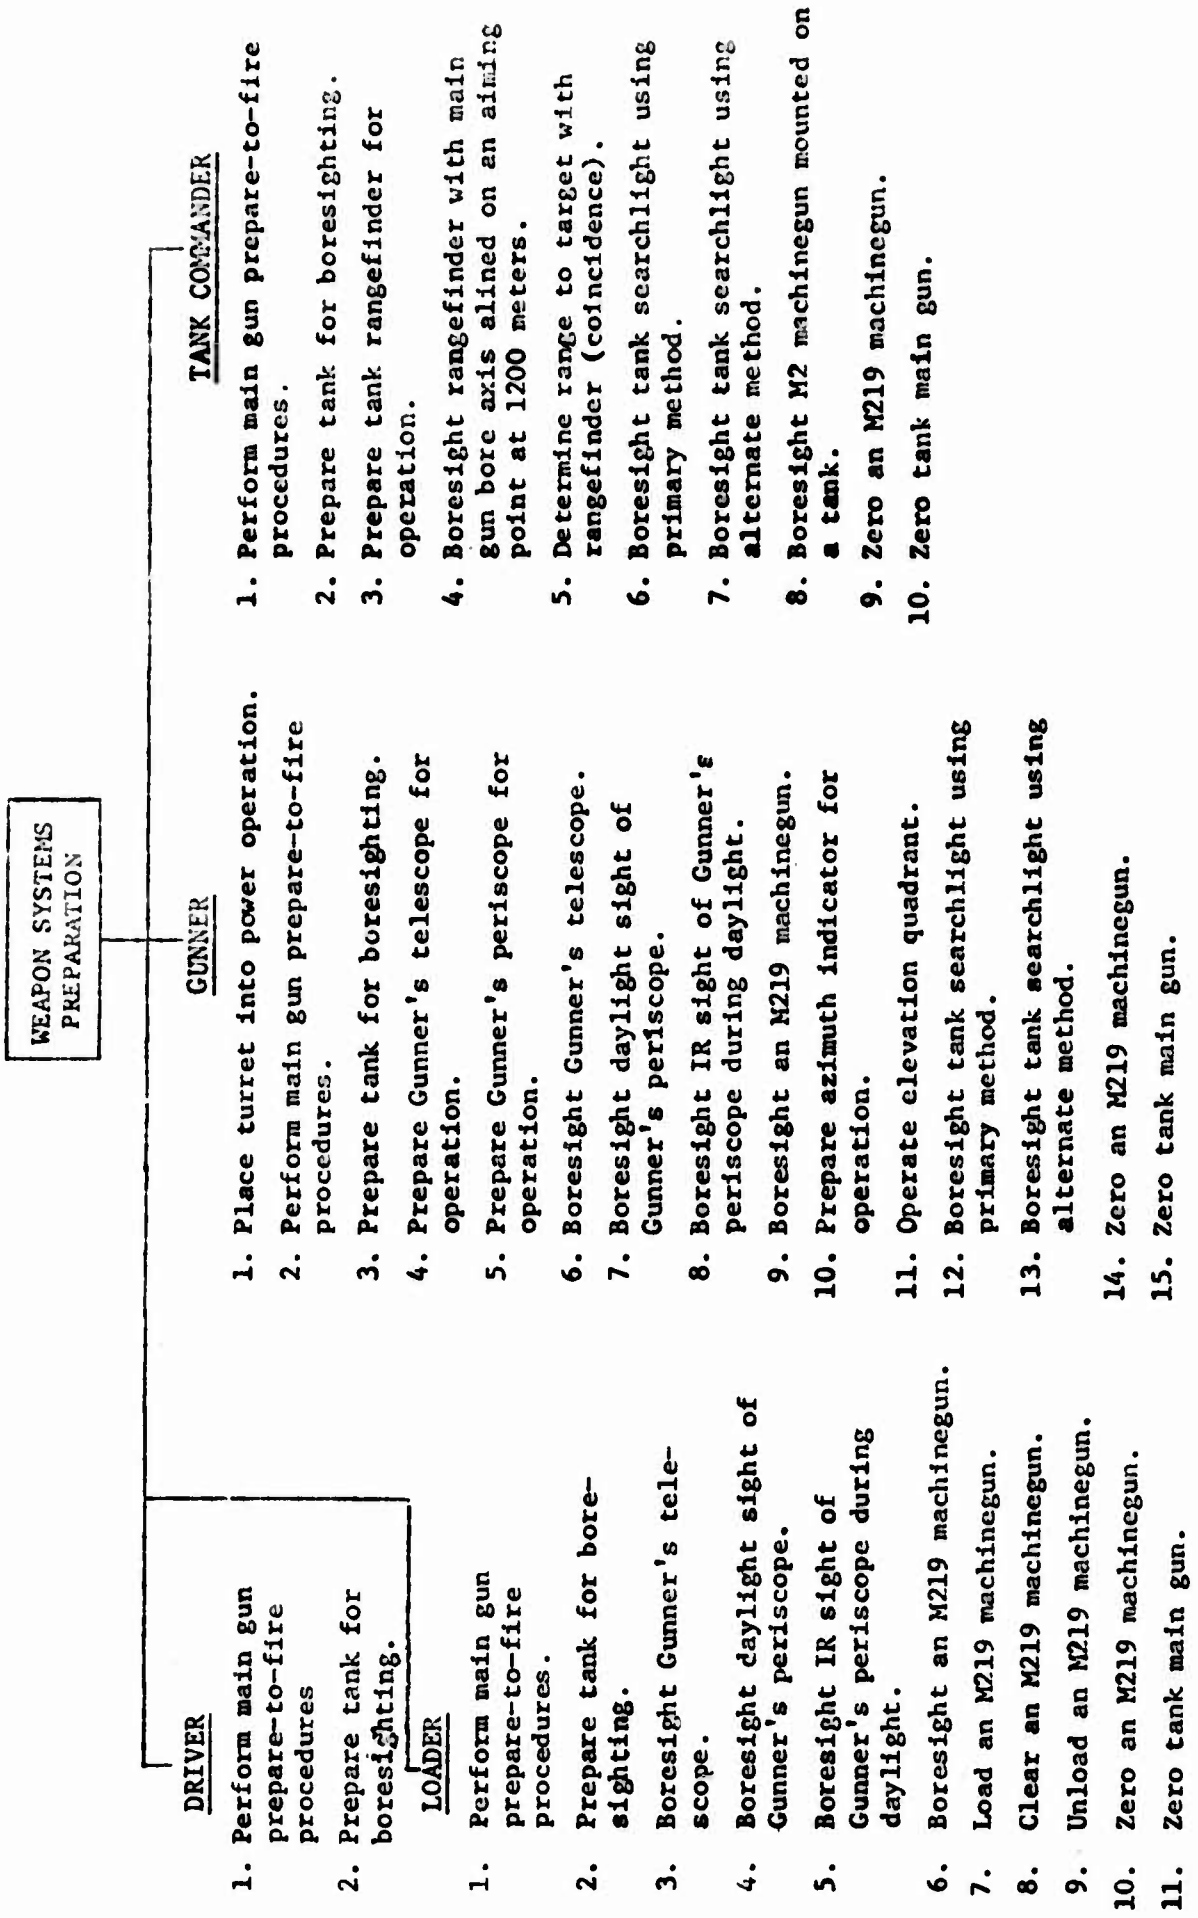 WEAPON SYSTEMS
PREPARATION
DRIVER
1. Perform main gun
prepare-to-fire
procedures
2. Prepare tank for
boresighting.
LOADER
1. Perform main gun
prepare-to-fire
procedures.
2. Prepare tank for bore-
sighting.
3. Boresight Gunner's tele-
scope.
4. Boresight daylight sight of
Gunner's periscope.
5. Boresight IR sight of
Gunner's periscope during
daylight.
6. Boresight an M219 machinegun.
7. Load an M219 machinegun.
8. Clear an M219 machinegun.
9. Unload an M219 machinegun.
10. Zero an M219 machinegun.
11. Zero tank main gun.
GUNNER
1. Place turret into power operation.
2. Perform main gun prepare-to-fire
procedures.
3. Prepare tank for boresighting.
4. Prepare Gunner's telescope for
operation.
5. Prepare Gunner's periscope for
operation.
6. Boresight Gunner's telescope.
7. Boresight daylight sight of
Gunner's periscope.
8. Boresight IR sight of Gunner's
periscope during daylight.
9. Boresight an M219 machinegun.
10. Prepare azimuth indicator for
operation.
11. Operate elevation quadrant.
12. Boresight tank searchlight using
primary method.
13. Boresight tank searchlight using
alternate method.
14. Zero an M219 machinegun.
15. Zero tank main gun.
TANK COMMANDER
1. Perform main gun prepare-to-fire
procedures.
2. Prepare tank for boresighting.
3. Prepare tank rangefinder for
operation.
4. Boresight rangefinder with main
gun bore axis alined on an aiming
point at 1200 meters.
5. Determine range to target with
rangefinder (coincidence).
6. Boresight tank searchlight using
primary method.
7. Boresight tank searchlight using
alternate method.
8. Boresight M2 machinegun mounted on
a tank.
9. Zero an M219 machinegun.
10. Zero tank main gun.